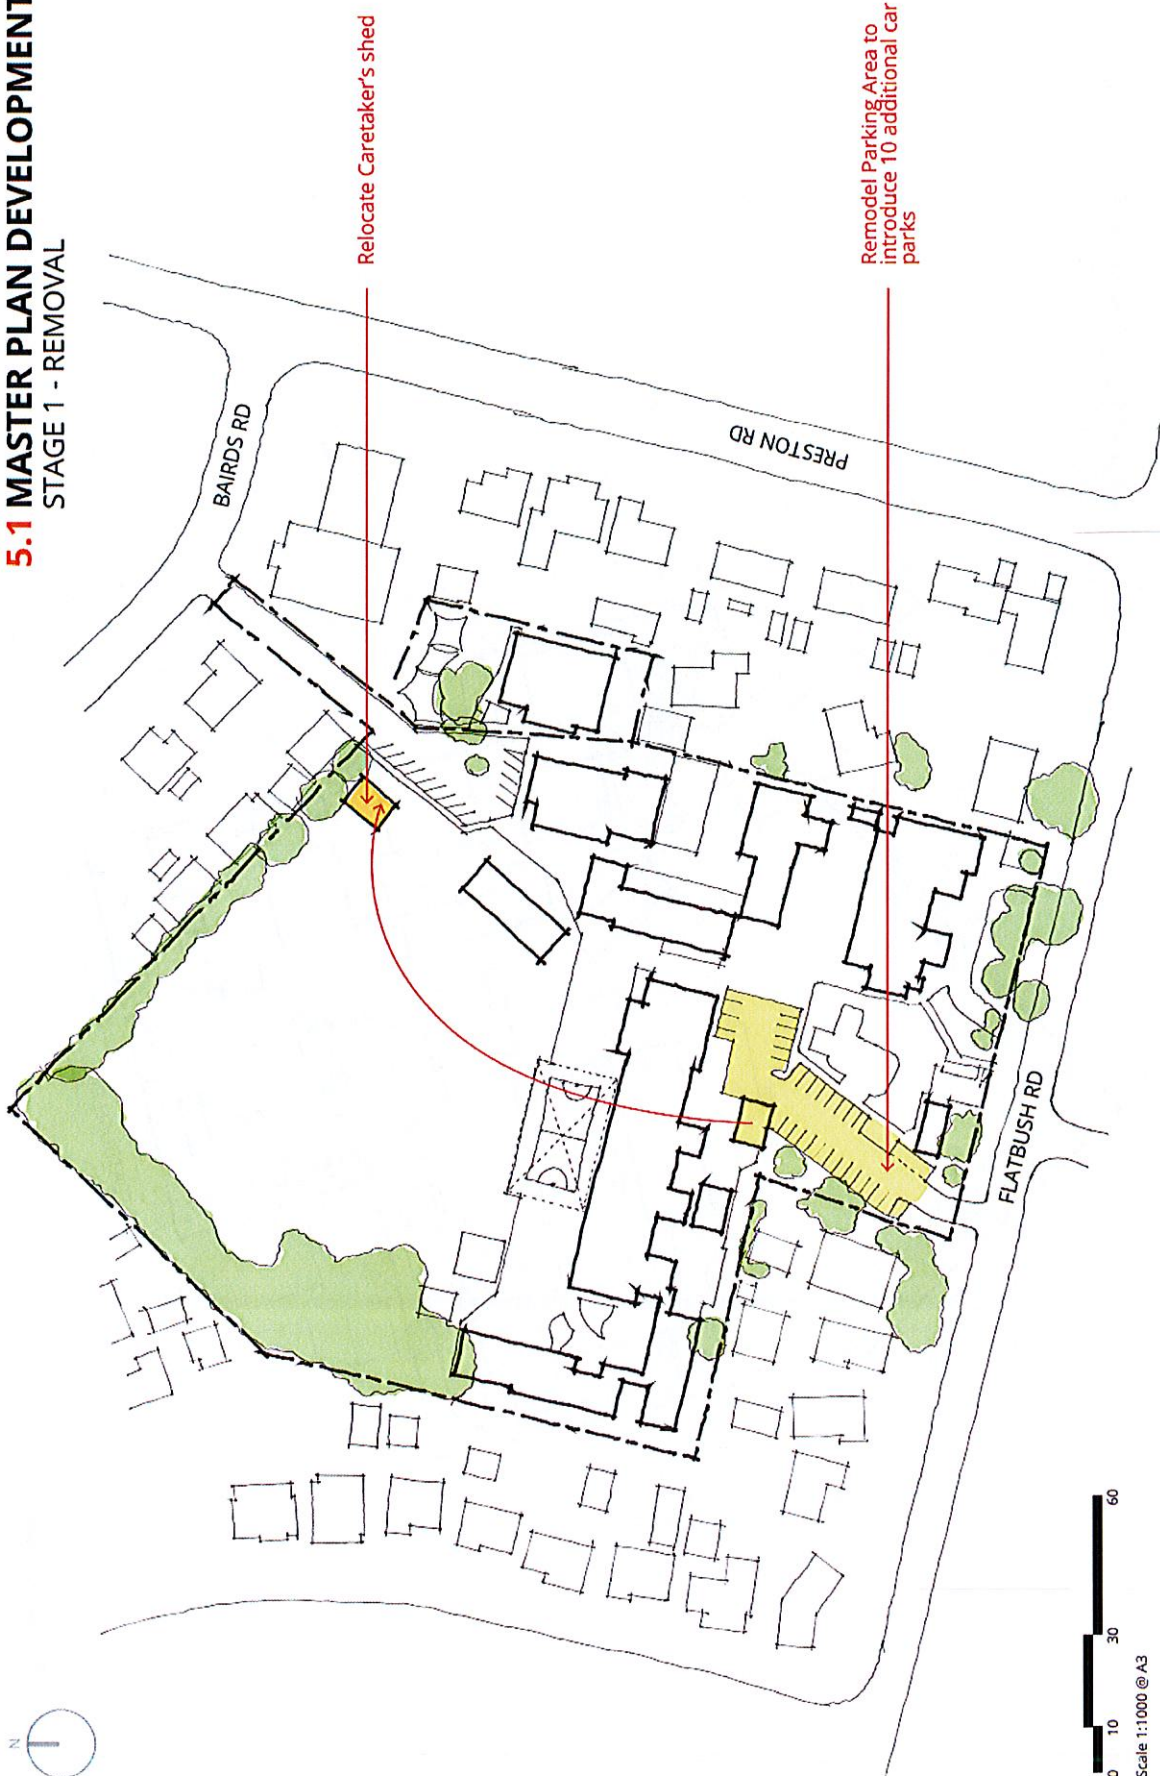 5.1 MASTER PLAN DEVELOPMENT
STAGE 1 - REMOVAL
Relocate Caretaker's shed
Remodel Parking Area to
introduce 10 additional car
parks
BAIRDS RD
PRESTON RD
FLATBUSH RD
N
0 10 30 60
Scale 1:1000 @ A3